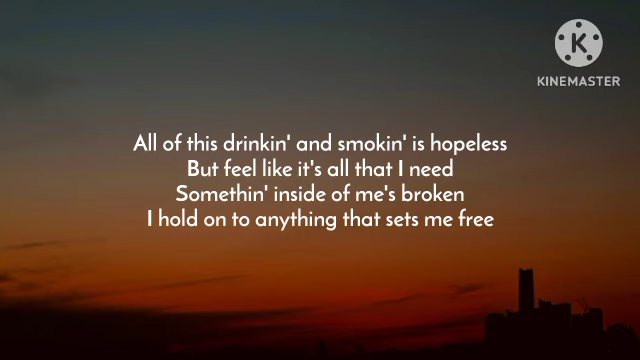 K
KINEMASTER
All of this drinkin' and smokin' is hopeless
But feel like it's all that I need
Somethin' inside of me's broken
I hold on to anything that sets me free